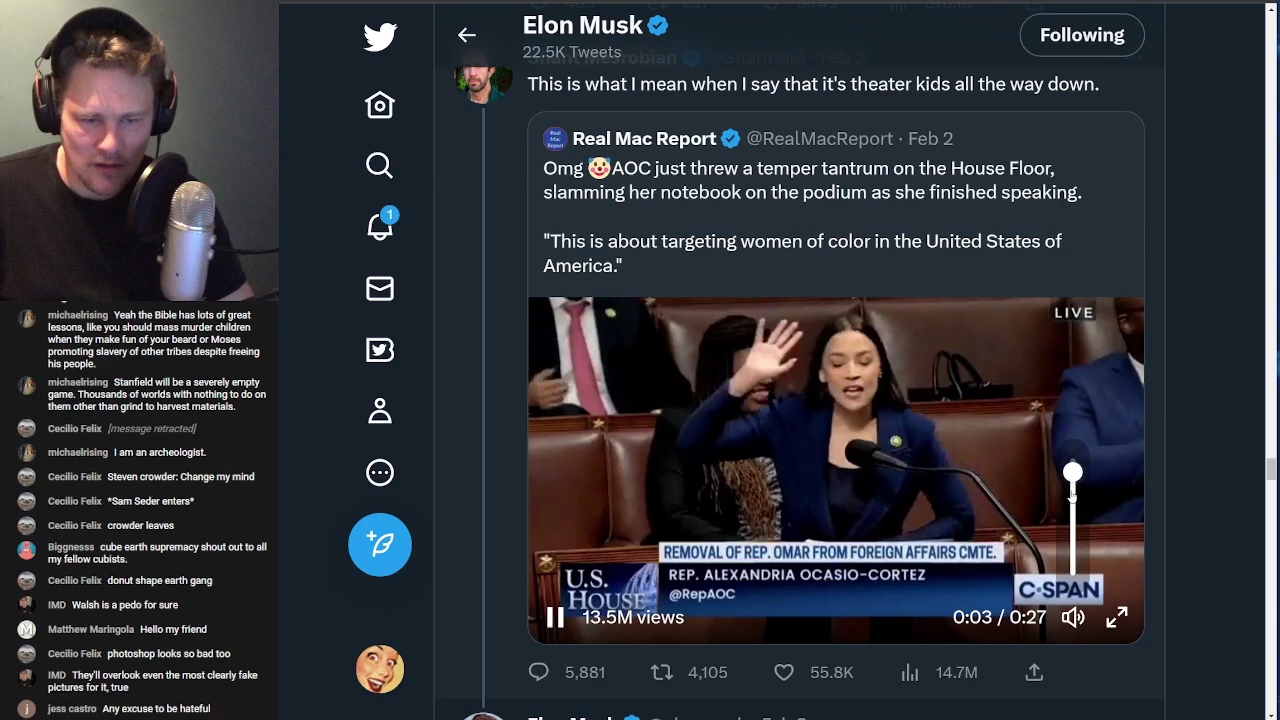 Elon Musk
22.5K Tweets
Following
@ShantMM · Feb 2
This is what I mean when I say that it's theater kids all the way down.
Real Mac Report @RealMacReport · Feb 2
Omg 🤡AOC just threw a temper tantrum on the House Floor,
slamming her notebook on the podium as she finished speaking.
"This is about targeting women of color in the United States of
America."
LIVE
REMOVAL OF REP. OMAR FROM FOREIGN AFFAIRS CMTE.
U.S. HOUSE
REP. ALEXANDRIA OCASIO-CORTEZ
@RepAOC
C-SPAN
13.5M views
0:03 / 0:27
5,881
4,105
55.8K
14.7M
1
Real
Mac
Report
michaelrising Yeah the Bible has lots of great
lessons, like you should mass murder children
when they make fun of your beard or Moses
promoting slavery of other tribes despite freeing
his people.
michaelrising Stanfield will be a severely empty
game. Thousands of works with nothing to do on
them other than grind to harvest materials.
Cecilio Felix [message retracted]
michaelrising I am an archeologist.
Cecilio Felix Steven crowder: Change my mind
Cecilio Felix *Sam Seder enters*
Cecilio Felix crowder leaves
Biggnesss cube earth supremacy shout out to all
my fellow cubists.
Cecilio Felix donut shape earth gang
IMD Walsh is a pedo for sure
Matthew Maringola Hello my friend
Cecilio Felix photoshop looks so bad too
IMD They'll overlook even the most clearly fake
pictures for it, true
jess castro Any excuse to be hateful